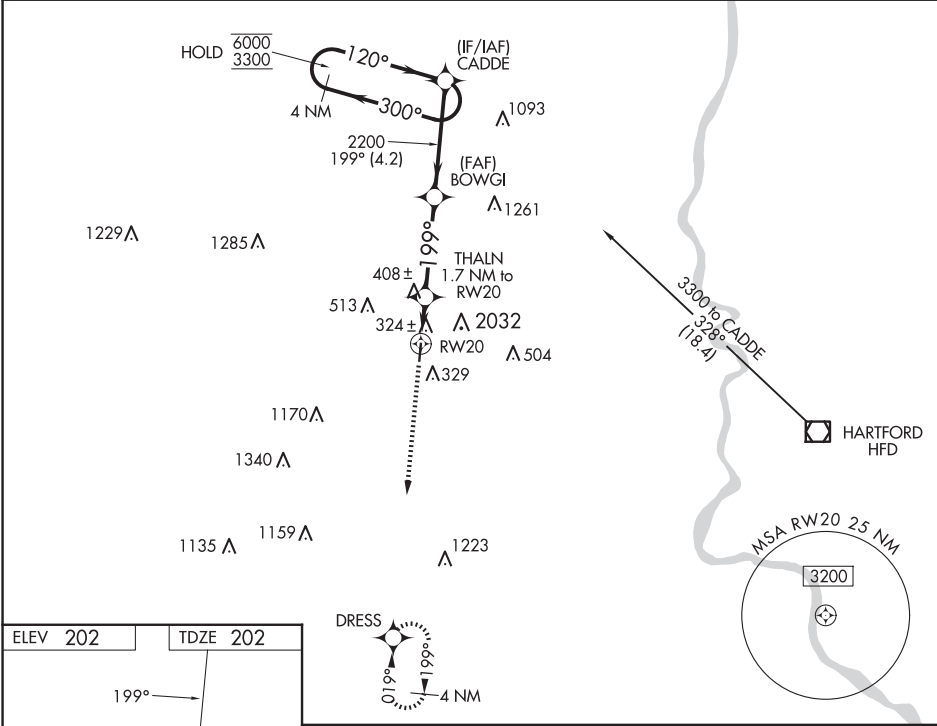 HOLD 6000
3300
120°
(IF/IAF)
CADDE
4 NM
300°
1093
2200
199° (4.2)
(FAF)
BOWGI
1261
1229
1285
199°
THALN
1.7 NM to
RW20
408 ±
513
324 ±
2032
RW20
504
329
3300 to CADDE
328°
(18.4)
HARTFORD
HFD
1170
1340
1135
1159
1223
MSA RW20 25 NM
3200
DRESS
019°
199°
4 NM
ELEV 202
TDZE 202
199°